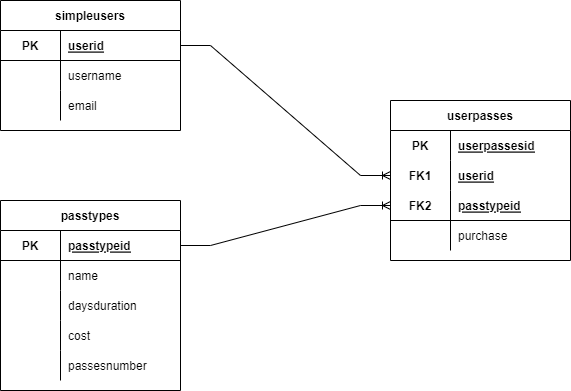 simpleusers
PK userid
username
email
userpasses
PK userpassesid
FK1 userid
FK2 passtypeid
purchase
passtypes
PK passtypeid
name
daysduration
cost
passesnumber